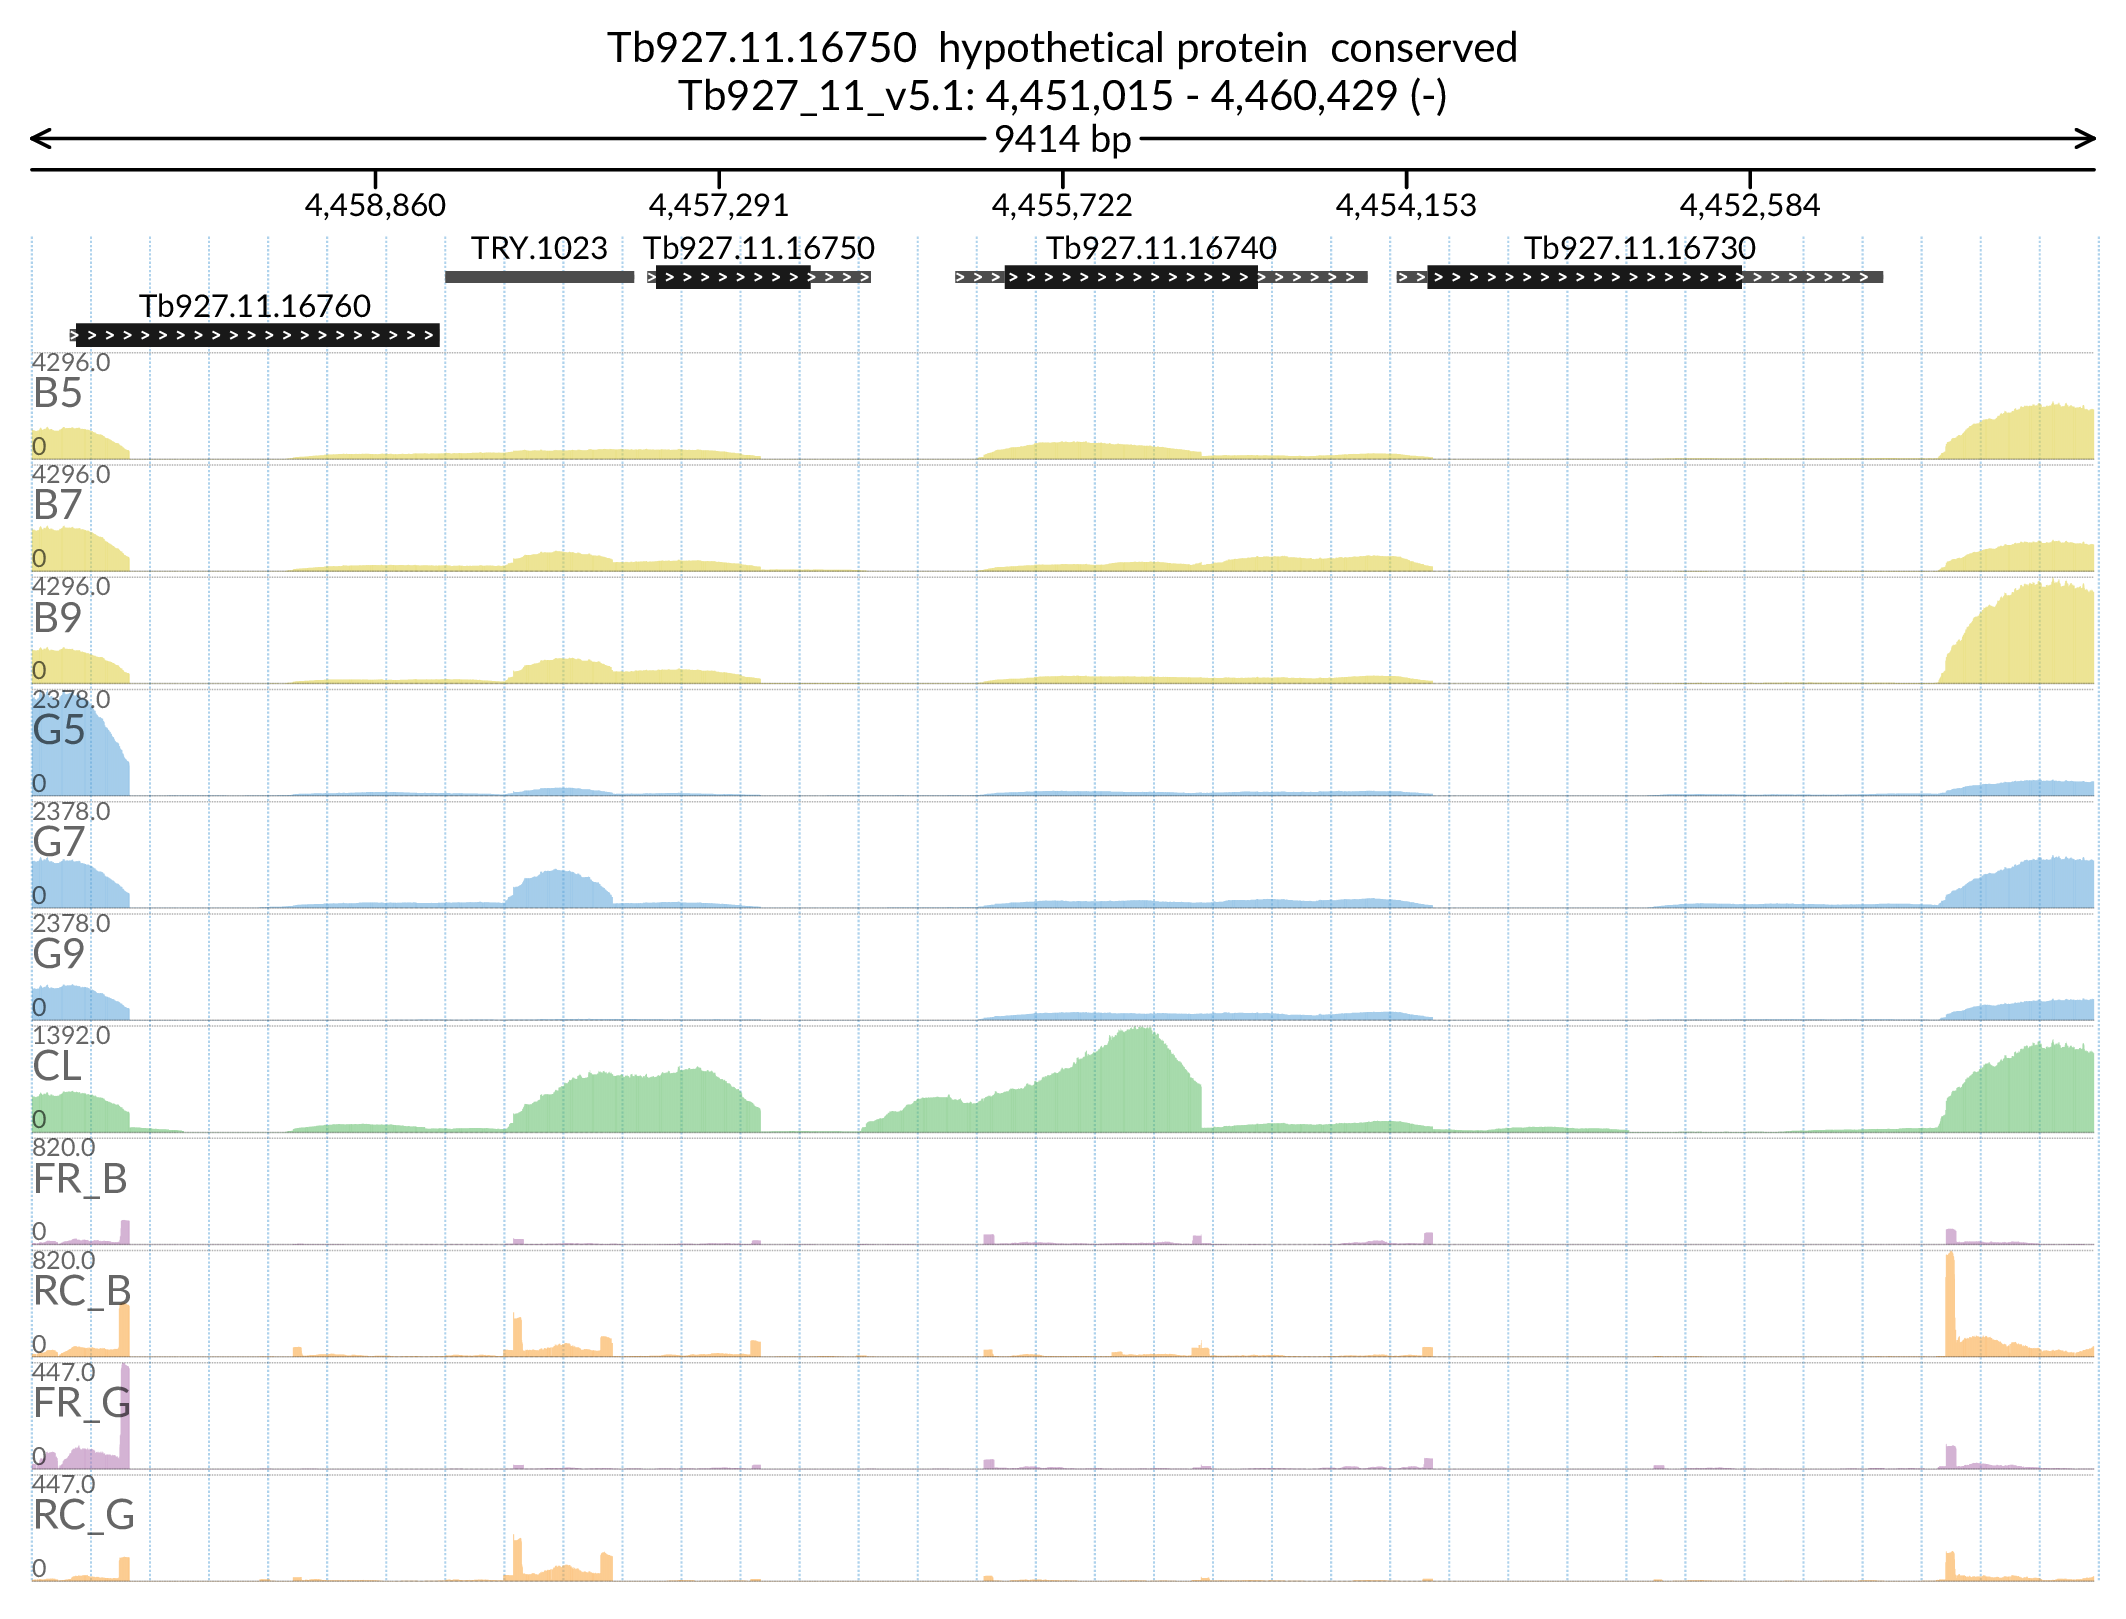 Tb927.11.16750  hypothetical protein  conserved
Tb927_11_v5.1: 4,451,015 - 4,460,429 (-)
9414 bp
4,458,860 4,457,291 4,455,722 4,454,153 4,452,584
TRY.1023 Tb927.11.16750 Tb927.11.16740 Tb927.11.16730
Tb927.11.16760
4296.0
B5
0
4296.0
B7
0
4296.0
B9
0
2378.0
G5
0
2378.0
G7
0
2378.0
G9
0
1392.0
CL
0
820.0
FR_B
0
820.0
RC_B
0
447.0
FR_G
0
447.0
RC_G
0